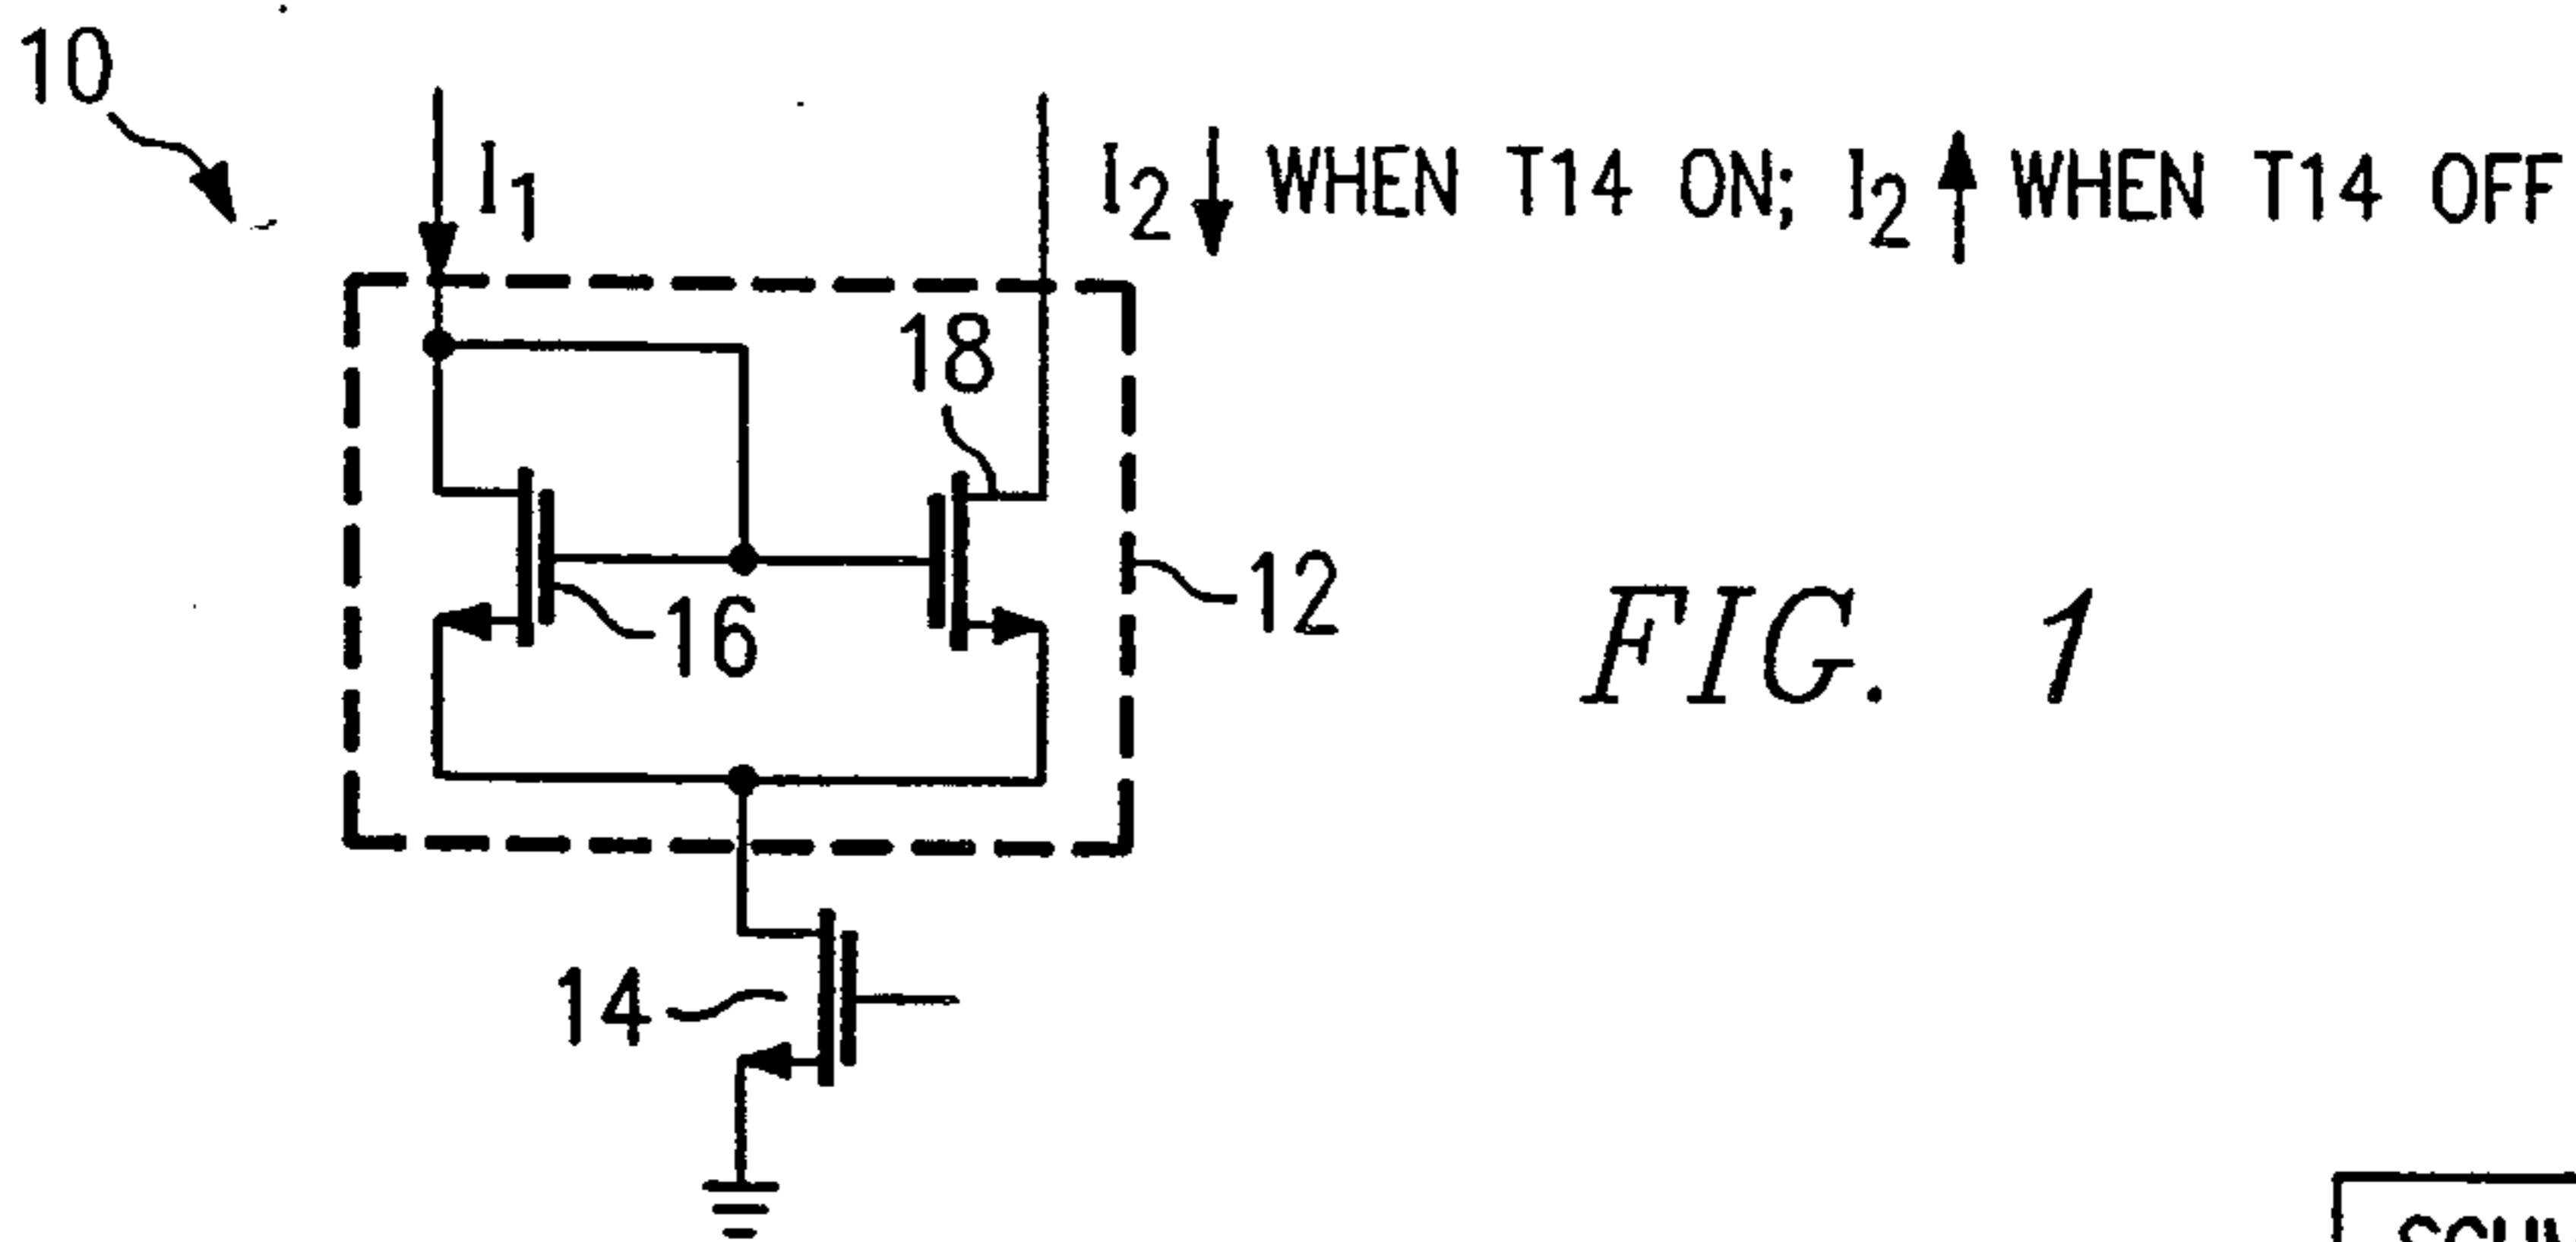 10
I1
I2 ↓ WHEN T14 ON; I2 ↑ WHEN T14 OFF
18
16
12
FIG. 1
14